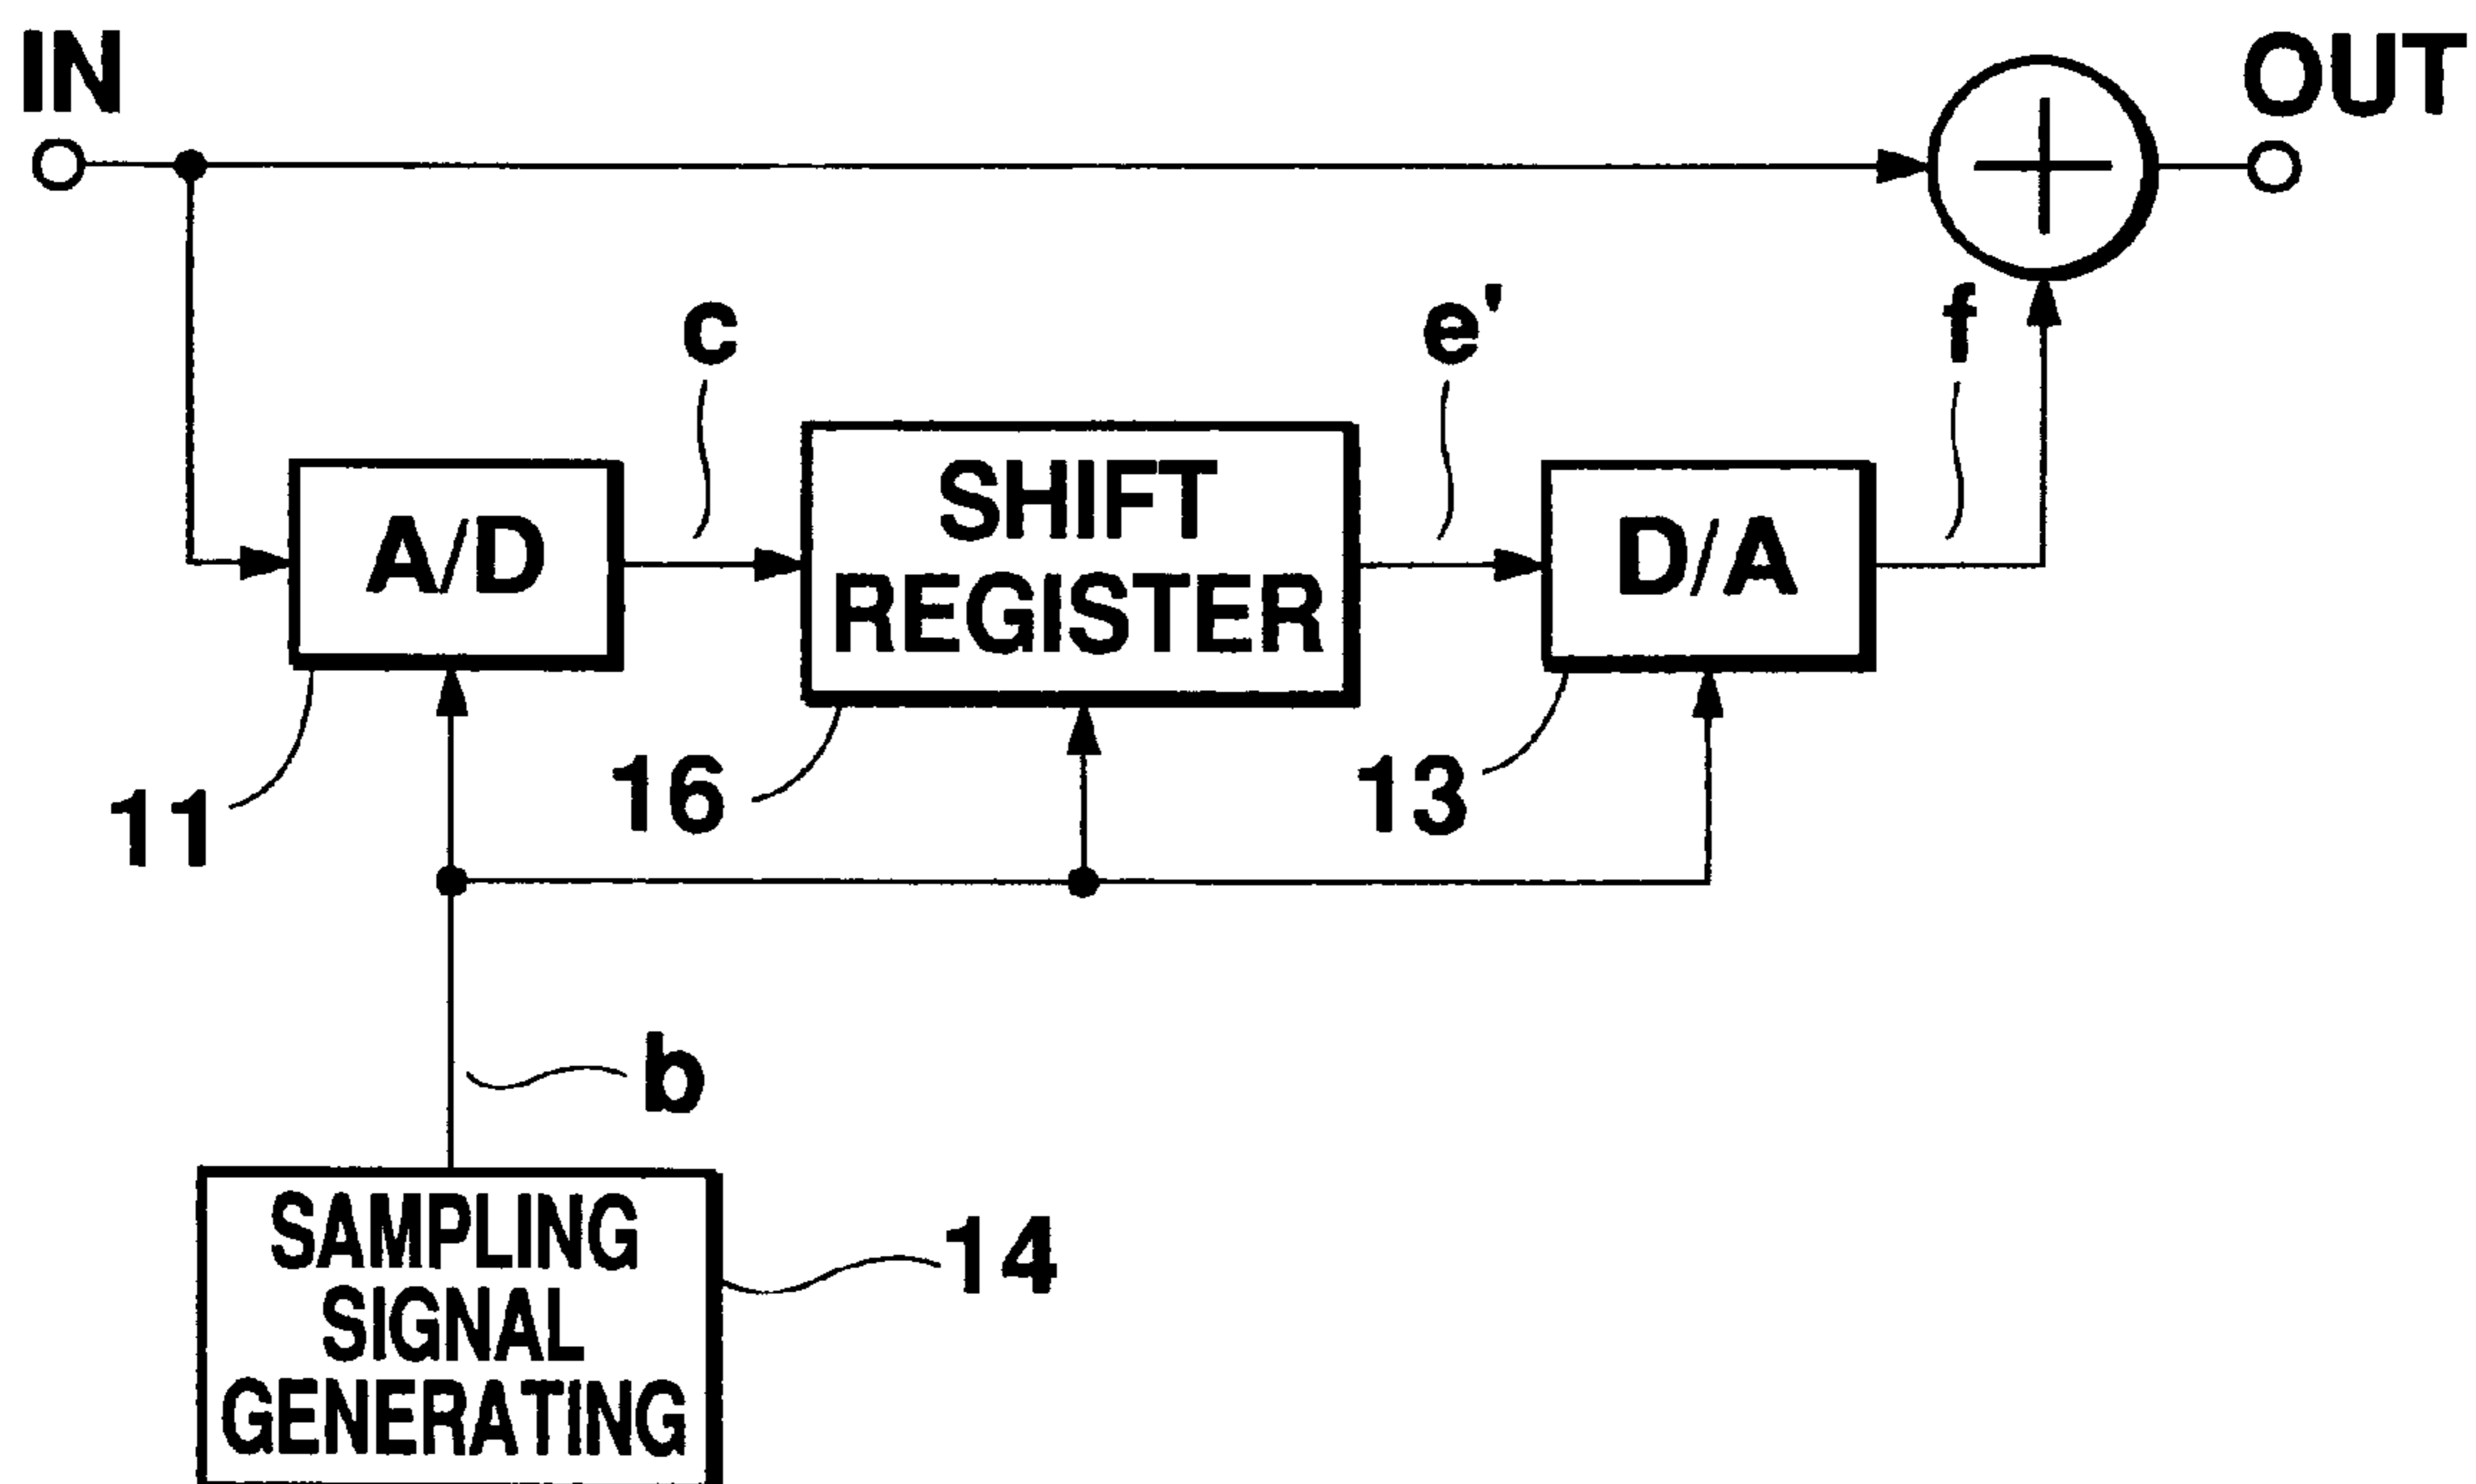 IN
OUT
c
e'
f
A/D
SHIFT
REGISTER
D/A
11
16
13
b
SAMPLING
SIGNAL
GENERATING
14